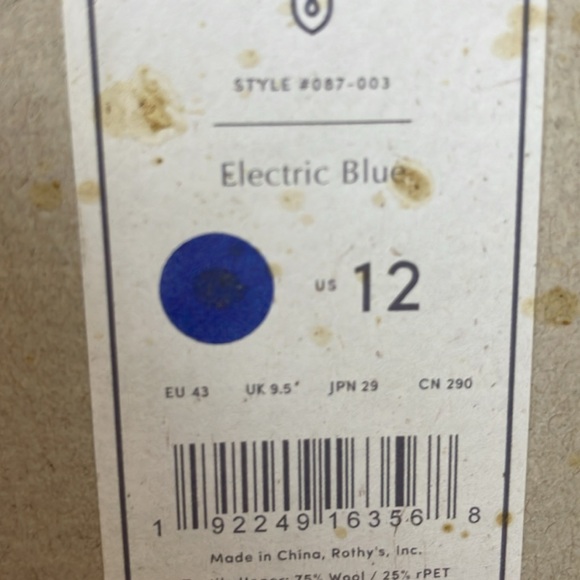 STYLE #087-003
Electric Blue
US 12
EU 43 UK 9.5* JPN 29 CN 290
1 92249 16356 8
Made in China, Rothy's, Inc.
75% Wool / 25% rPET